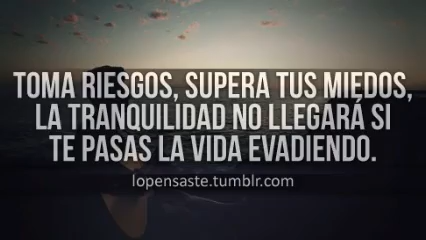 TOMA RIESGOS, SUPERA TUS MIEDOS,
LA TRANQUILIDAD NO LLEGARÁ SI
TE PASAS LA VIDA EVADIENDO.
lopensaste.tumblr.com